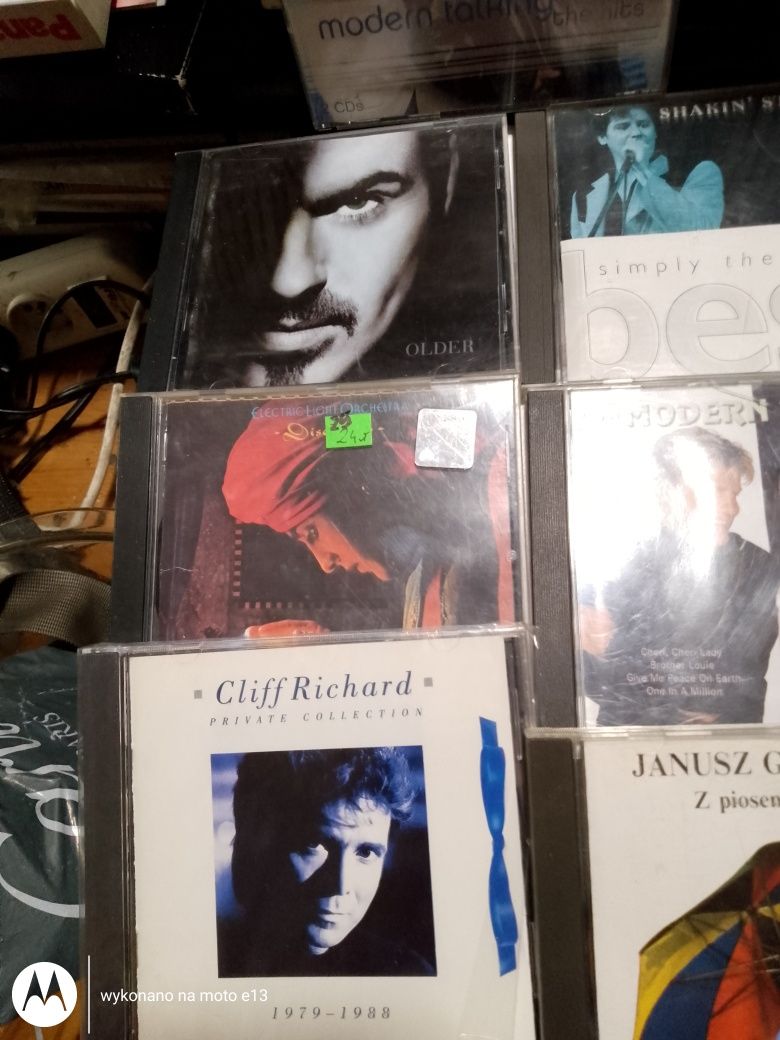 Pana
modern talking
the hits
2 CDs
SHAKIN' S
simply the
bes
OLDER
ELECTRIC LIGHT ORCHESTRA
MODERN
Cheri, Cheri Lady
Brother Louie
Give Me Peace On Earth
One In A Million
Cliff Richard
PRIVATE COLLECTION
1979-1988
JANUSZ G
Z piosen
wykonano na moto e13